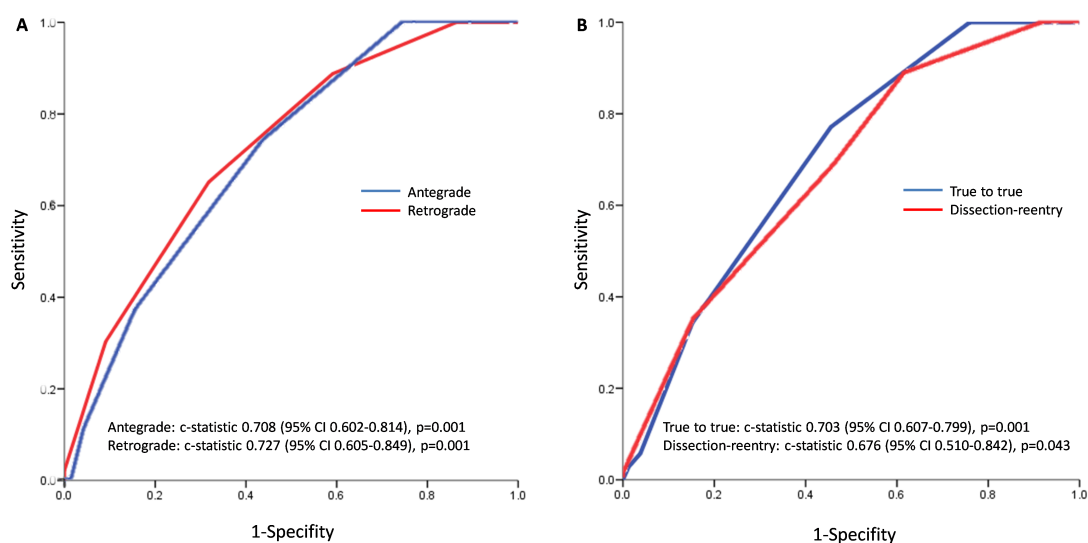 A
1.0
0.8
0.6
0.4
0.2
0.0
0.0 0.2 0.4 0.6 0.8 1.0
Sensitivity
1-Specifity
Antegrade
Retrograde
Antegrade: c-statistic 0.708 (95% CI 0.602-0.814), p=0.001
Retrograde: c-statistic 0.727 (95% CI 0.605-0.849), p=0.001
B
1.0
0.8
0.6
0.4
0.2
0.0
0.0 0.2 0.4 0.6 0.8 1.0
Sensitivity
1-Specifity
True to true
Dissection-reentry
True to true: c-statistic 0.703 (95% CI 0.607-0.799), p=0.001
Dissection-reentry: c-statistic 0.676 (95% CI 0.510-0.842), p=0.043